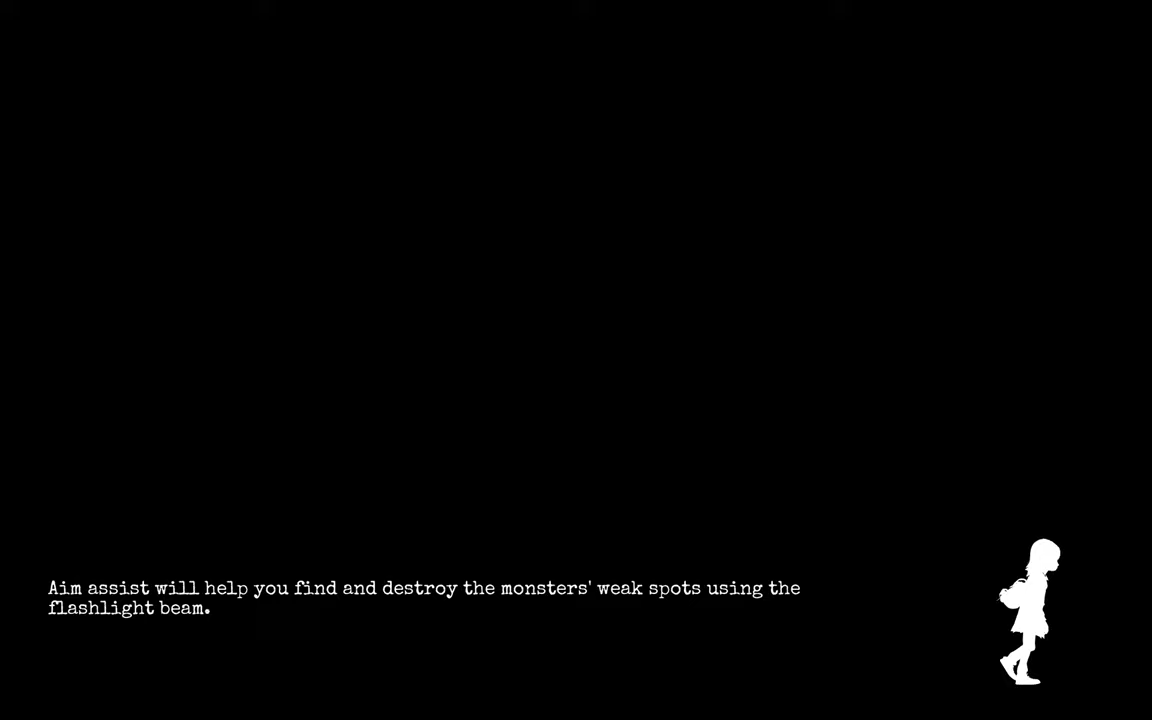 Aim assist will help you find and destroy the monsters' weak spots using the
flashlight beam.